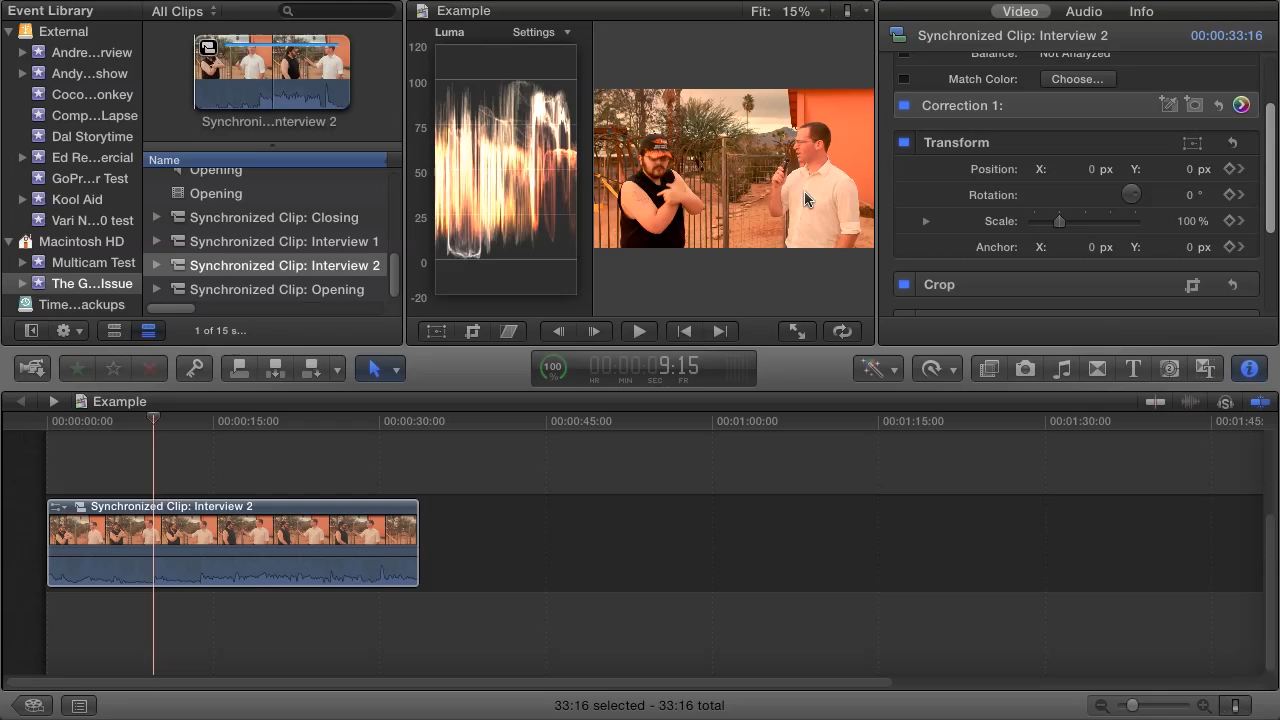 Event Library
External
Andre...rview
Andy...show
Coco...onkey
Comp...Lapse
Dal Storytime
Ed Re...ercial
GoPr...r Test
Kool Aid
Vari N...0 test
Macintosh HD
Multicam Test
The G...Issue
Time...ackups
All Clips
Synchroni...nterview 2
Name
Opening
Opening
Synchronized Clip: Closing
Synchronized Clip: Interview 1
Synchronized Clip: Interview 2
Synchronized Clip: Opening
1 of 15 s...
Example
Fit: 15%
Luma
Settings
120
100
75
50
25
0
-20
Video Audio Info
Synchronized Clip: Interview 2 00:00:33:16
Balance: Not Analyzed
Match Color: Choose...
Correction 1:
Transform
Position: X: 0 px Y: 0 px
Rotation: 0 °
Scale: 100 %
Anchor: X: 0 px Y: 0 px
Crop
100 % 00:00:09:15
HR MIN SEC FR
Example
00:00:00:00 00:00:15:00 00:00:30:00 00:00:45:00 00:01:00:00 00:01:15:00 00:01:30:00 00:01:45:
Synchronized Clip: Interview 2
33:16 selected - 33:16 total